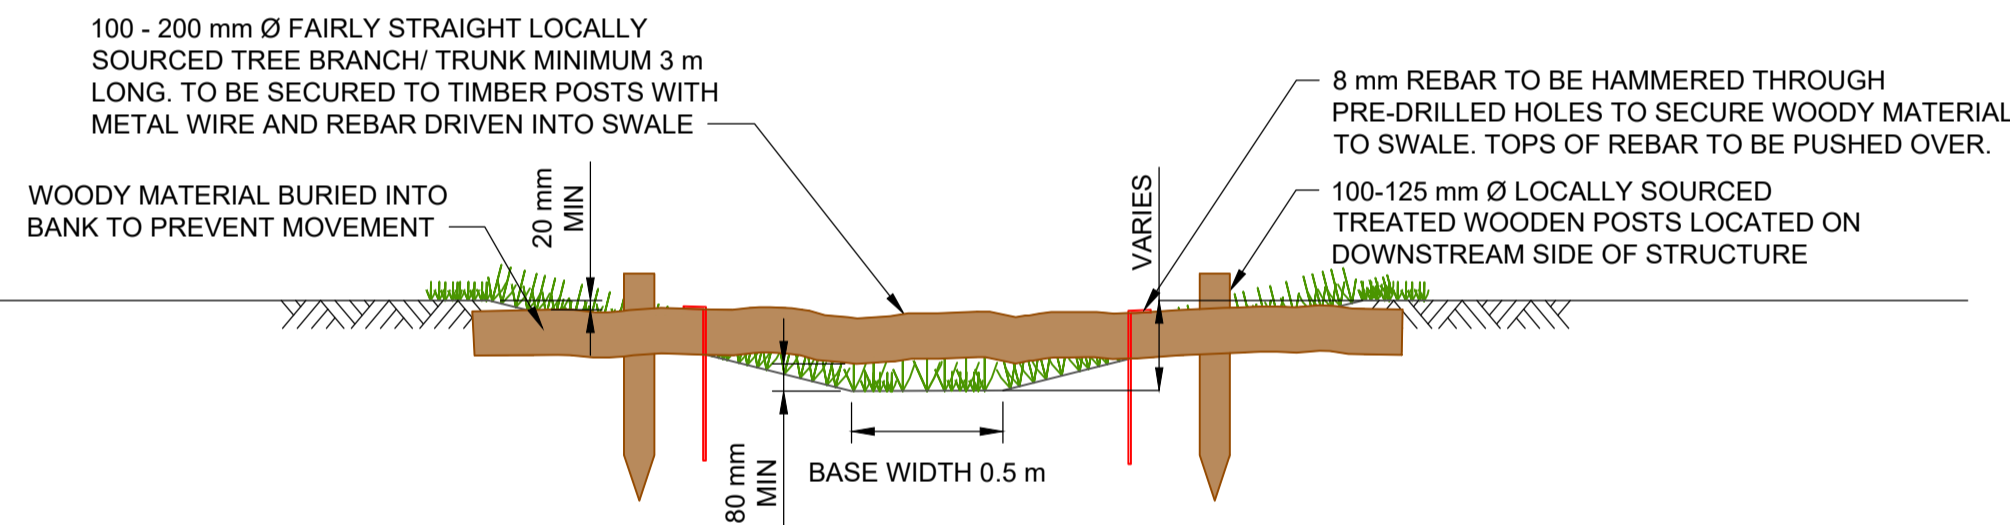 100 - 200 mm Ø FAIRLY STRAIGHT LOCALLY
SOURCED TREE BRANCH/ TRUNK MINIMUM 3 m
LONG. TO BE SECURED TO TIMBER POSTS WITH
METAL WIRE AND REBAR DRIVEN INTO SWALE
WOODY MATERIAL BURIED INTO
BANK TO PREVENT MOVEMENT
20 mm
MIN
VARIES
8 mm REBAR TO BE HAMMERED THROUGH
PRE-DRILLED HOLES TO SECURE WOODY MATERIAL
TO SWALE. TOPS OF REBAR TO BE PUSHED OVER.
100-125 mm Ø LOCALLY SOURCED
TREATED WOODEN POSTS LOCATED ON
DOWNSTREAM SIDE OF STRUCTURE
80 mm
MIN
BASE WIDTH 0.5 m